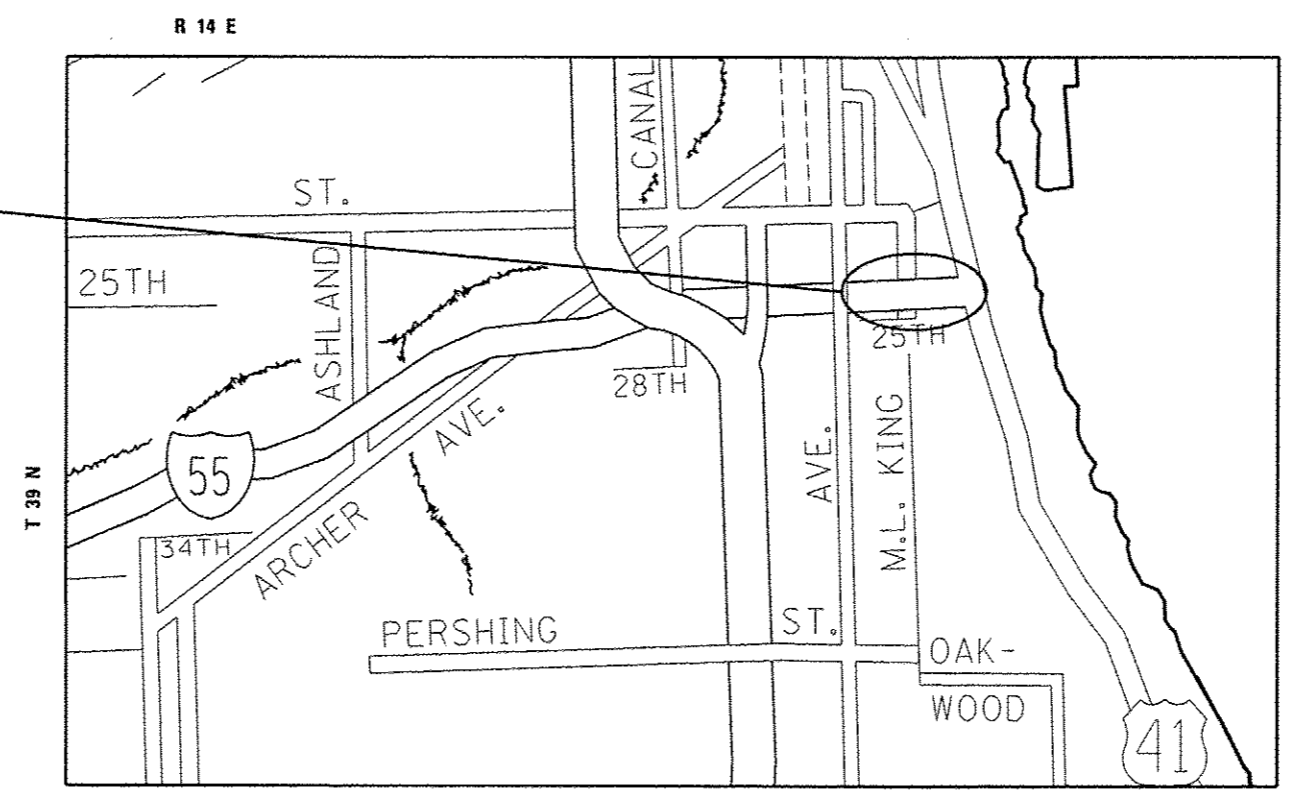 R 14 E
CANAL
ST.
25TH
ASHLAND
25TH
28TH
AVE.
AVE.
M.L. KING
55
T 39 N
34TH
ARCHER
PERSHING
ST.
OAK-
WOOD
41